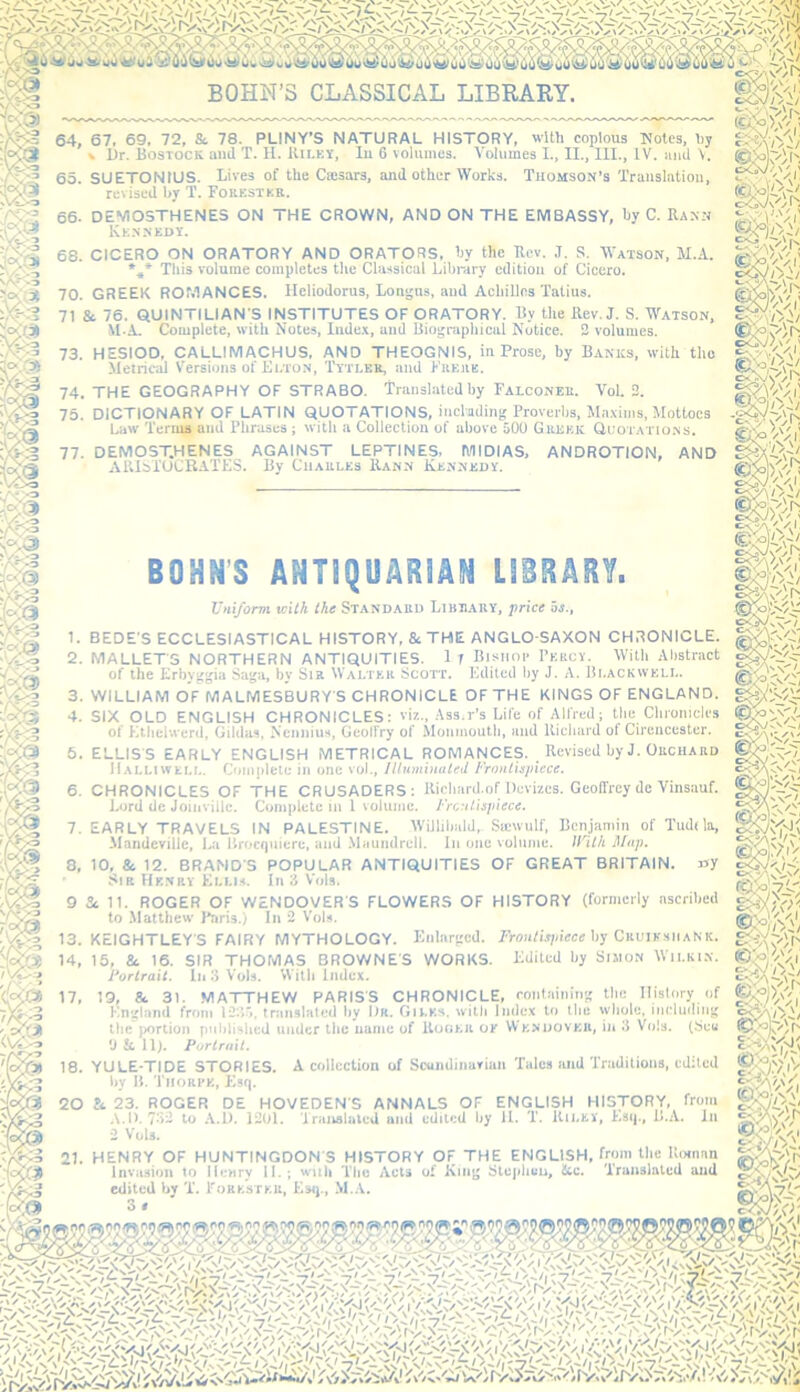 BOHN'S CLASSICAL LIBRARY.
64, 67, 69, 72, & 78. PLINY'S NATURAL HISTORY, with copious Notes, by
Dr. BOSTOCK and T. H. RILEY, In 6 volumes. Volumes I., II., III., IV. and V.
65. SUETONIUS. Lives of the Cæsars, and other Works. THOMSON'S Translation,
revised by T. FORESTER.
66. DEMOSTHENES ON THE CROWN, AND ON THE EMBASSY, by C. RANN
KENNEDY.
68. CICERO ON ORATORY AND ORATORS, by the Rev. J. S. WATSON, M.A.
*** This volume completes the Classical Library edition of Cicero.
70. GREEK ROMANCES. Heliodorus, Longus, and Achilles Tatius.
71 & 76. QUINTILIAN'S INSTITUTES OF ORATORY. By the Rev. J. S. WATSON,
M.A. Complete, with Notes, Index, and Biographical Notice. 2 volumes.
73. HESIOD, CALLIMACHUS, AND THEOGNIS, in Prose, by BANKS, with the
Metrical Versions of ELTON, TYTLER, and FRERE.
74. THE GEOGRAPHY OF STRABO. Translated by FALCONER. Vol. 2.
75. DICTIONARY OF LATIN QUOTATIONS, including Proverbs, Maxims, Mottoes
Law Terms and Phrases; with a Collection of above 500 GREEK QUOTATIONS.
77. DEMOSTHENES AGAINST LEPTINES, MIDIAS, ANDROTION, AND
ARISTOCRATES. By CHARLES RANN KENNEDY.
BOHN'S ANTIQUARIAN LIBRARY.
Uniform with the STANDARD LIBRARY, price 5s.,
1. BEDE'S ECCLESIASTICAL HISTORY, & THE ANGLO-SAXON CHRONICLE.
2. MALLET'S NORTHERN ANTIQUITIES. BISHOP PERCY. With Abstract
of the Erbyggia Saga, by SIR WALTER SCOTT. Edited by J. A. BLACKWELL.
3. WILLIAM OF MALMESBURY'S CHRONICLE OF THE KINGS OF ENGLAND.
4. SIX OLD ENGLISH CHRONICLES: viz., Asser's Life of Alfred; the Chronicles
of Ethelwerd, Gildas, Nennius, Geoffry of Monmouth, and Richard of Cirencester.
5. ELLIS'S EARLY ENGLISH METRICAL ROMANCES. Revised by J. ORCHARD
HALLIWELL. Complete in one vol., Illuminated Frontispiece.
6. CHRONICLES OF THE CRUSADERS: Richard of Devizes. Geoffrey de Vinsauf.
Lord de Joinville. Complete in 1 volume. Frontispiece.
7. EARLY TRAVELS IN PALESTINE. Willibald, Sæwulf, Benjamin of Tudela,
Mandeville, La Brocquiere, and Maundrell. In one volume. With Map.
8, 10, & 12. BRAND'S POPULAR ANTIQUITIES OF GREAT BRITAIN. By
SIR HENRY ELLIS. In 3 Vols.
9 & 11. ROGER OF WENDOVER'S FLOWERS OF HISTORY (formerly ascribed
to Matthew Paris.) In 2 Vols.
13. KEIGHTLEY'S FAIRY MYTHOLOGY. Enlarged. Frontispiece by CRUIKSHANK.
14, 15, & 16. SIR THOMAS BROWNE'S WORKS. Edited by SIMON WILKIN.
Portrait. In 3 Vols. With Index.
17, 19, & 31. MATTHEW PARIS'S CHRONICLE, containing the History of
England from 1235, translated by DR. GILES, with Index to the whole, including
the portion published under the name of ROGER OF WENDOVER, in 3 Vols. (See
9 & 11). Portrait.
18. YULE-TIDE STORIES. A collection of Scandinavian Tales and Traditions, edited
by B. THORPE, Esq.
20 & 23. ROGER DE HOVEDEN'S ANNALS OF ENGLISH HISTORY, from
A.D. 732 to A.D. 1201. Translated and edited by H. T. RILEY, Esq., B.A. In
2 Vols.
21. HENRY OF HUNTINGDON'S HISTORY OF THE ENGLISH, from the Roman
Invasion to Henry II.; with The Acts of King Stephen, &c. Translated and
edited by T. FORESTER, Esq., M.A.
3